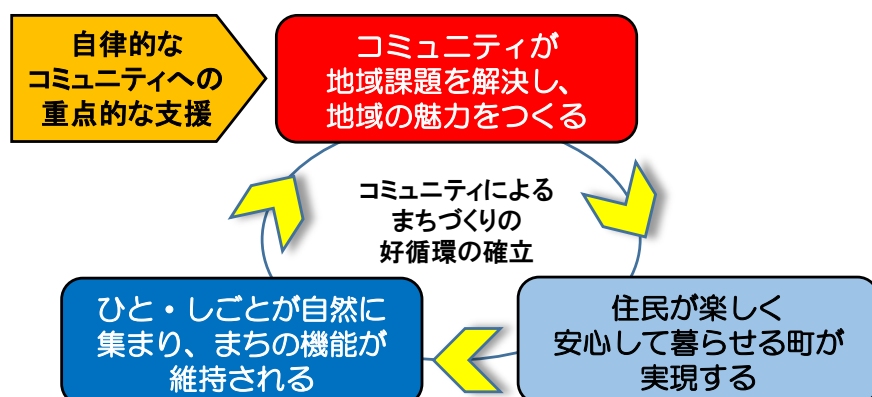 自律的な
コミュニティへの
重点的な支援
コミュニティが
地域課題を解決し、
地域の魅力をつくる
コミュニティによる
まちづくりの
好循環の確立
ひと・しごとが自然に
集まり、まちの機能が
維持される
住民が楽しく
安心して暮らせる町が
実現する